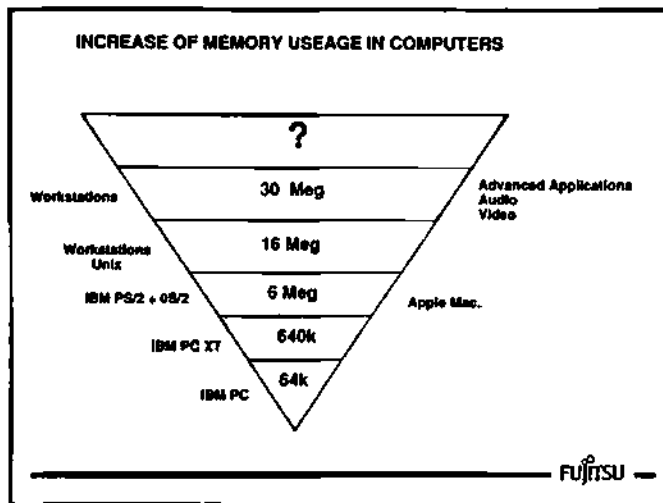 INCREASE OF MEMORY USEAGE IN COMPUTERS
?
30 Meg
Workstations
Advanced Applications
Audio
Video
16 Meg
Workstations
Unix
6 Meg
IBM PS/2 + OS/2
Apple Mac.
640k
IBM PC XT
64k
IBM PC
FUJITSU